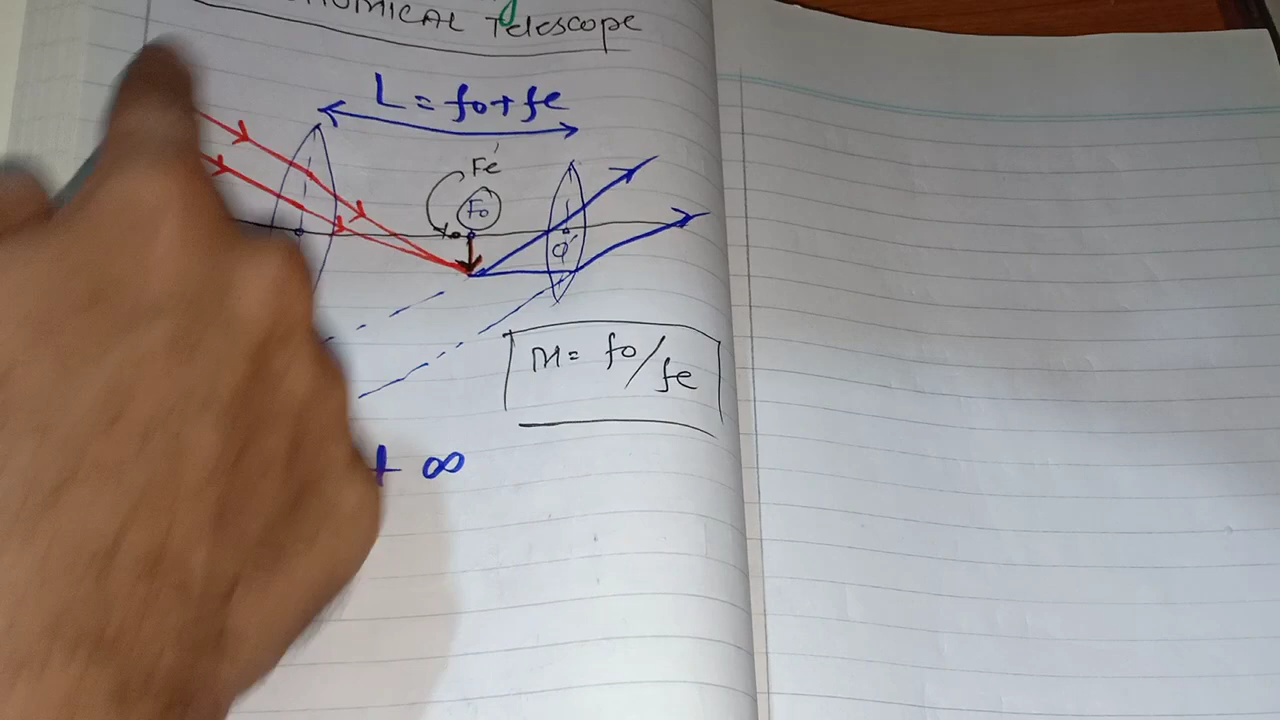 Telescope
L = fo + fe
Fe'
Fo
O'
M = fo/fe
+ ∞